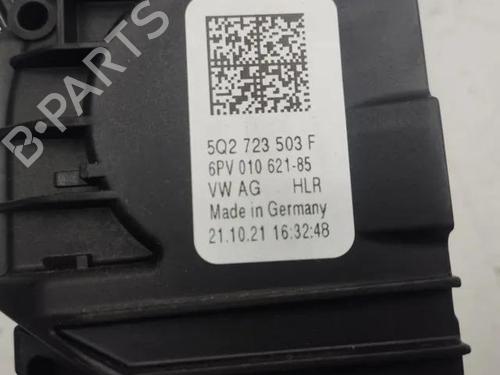 B-PARTS
5Q2 723 503 F
6PV 010 621-85
VW AG HLR
Made in Germany
21.10.21 16:32:48